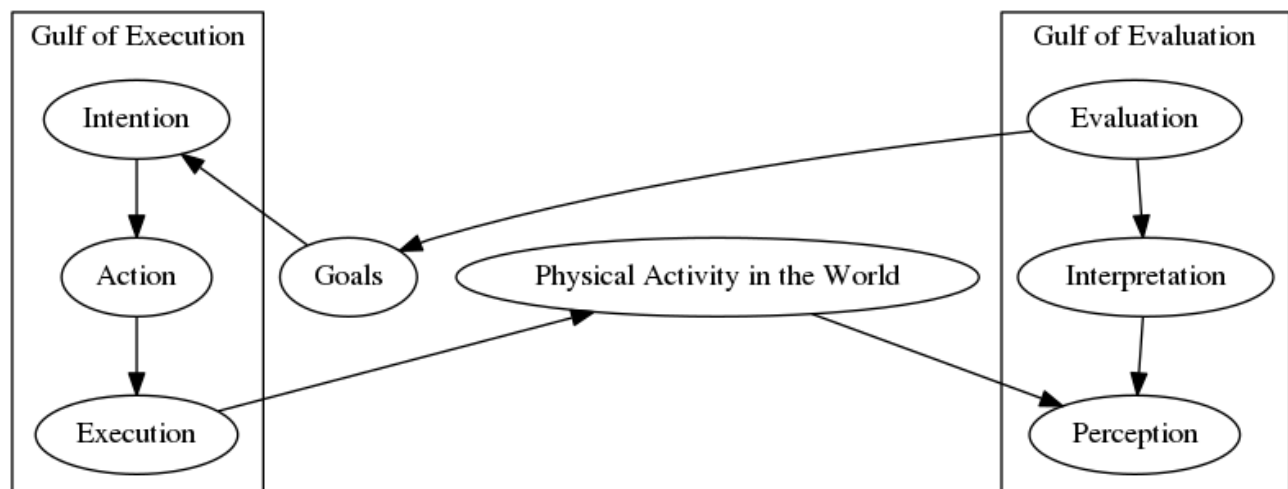 Gulf of Execution
Intention
Action
Execution
Goals
Physical Activity in the World
Gulf of Evaluation
Evaluation
Interpretation
Perception